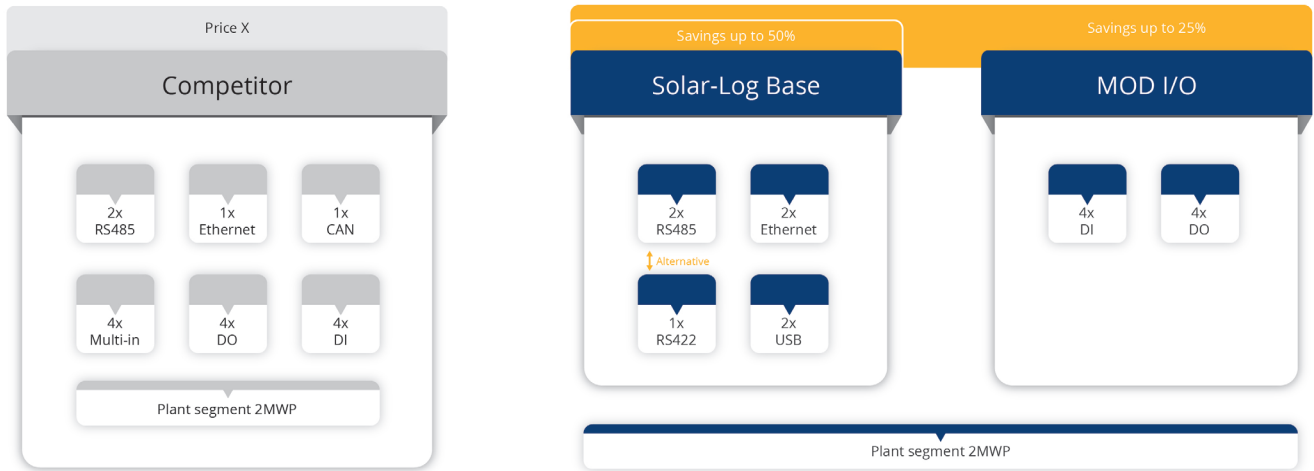 Price X
Competitor
2x
RS485
1x
Ethernet
1x
CAN
4x
Multi-in
4x
DO
4x
DI
Plant segment 2MWP
Savings up to 50%
Savings up to 25%
Solar-Log Base
MOD I/O
2x
RS485
2x
Ethernet
Alternative
1x
RS422
2x
USB
4x
DI
4x
DO
Plant segment 2MWP